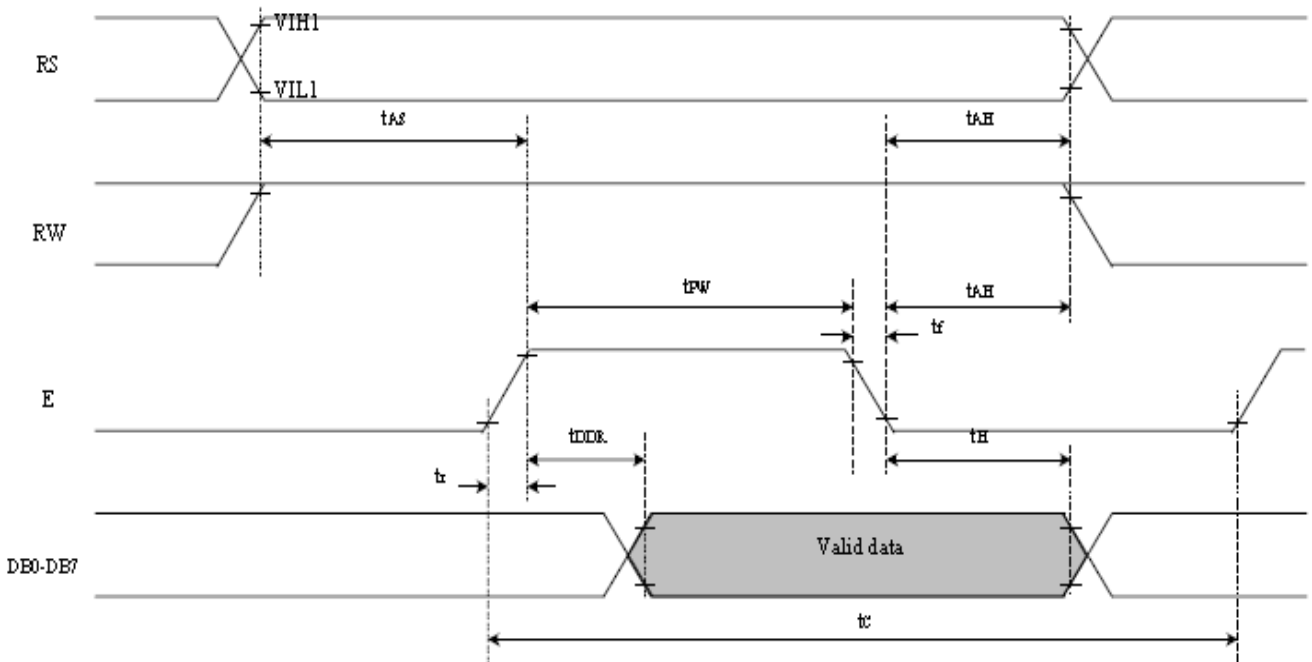 VIH1
RS
VIL1
tAS
tAH
RW
tPW
tAH
tf
E
tDDR
tH
tr
Valid data
DB0-DB7
tC